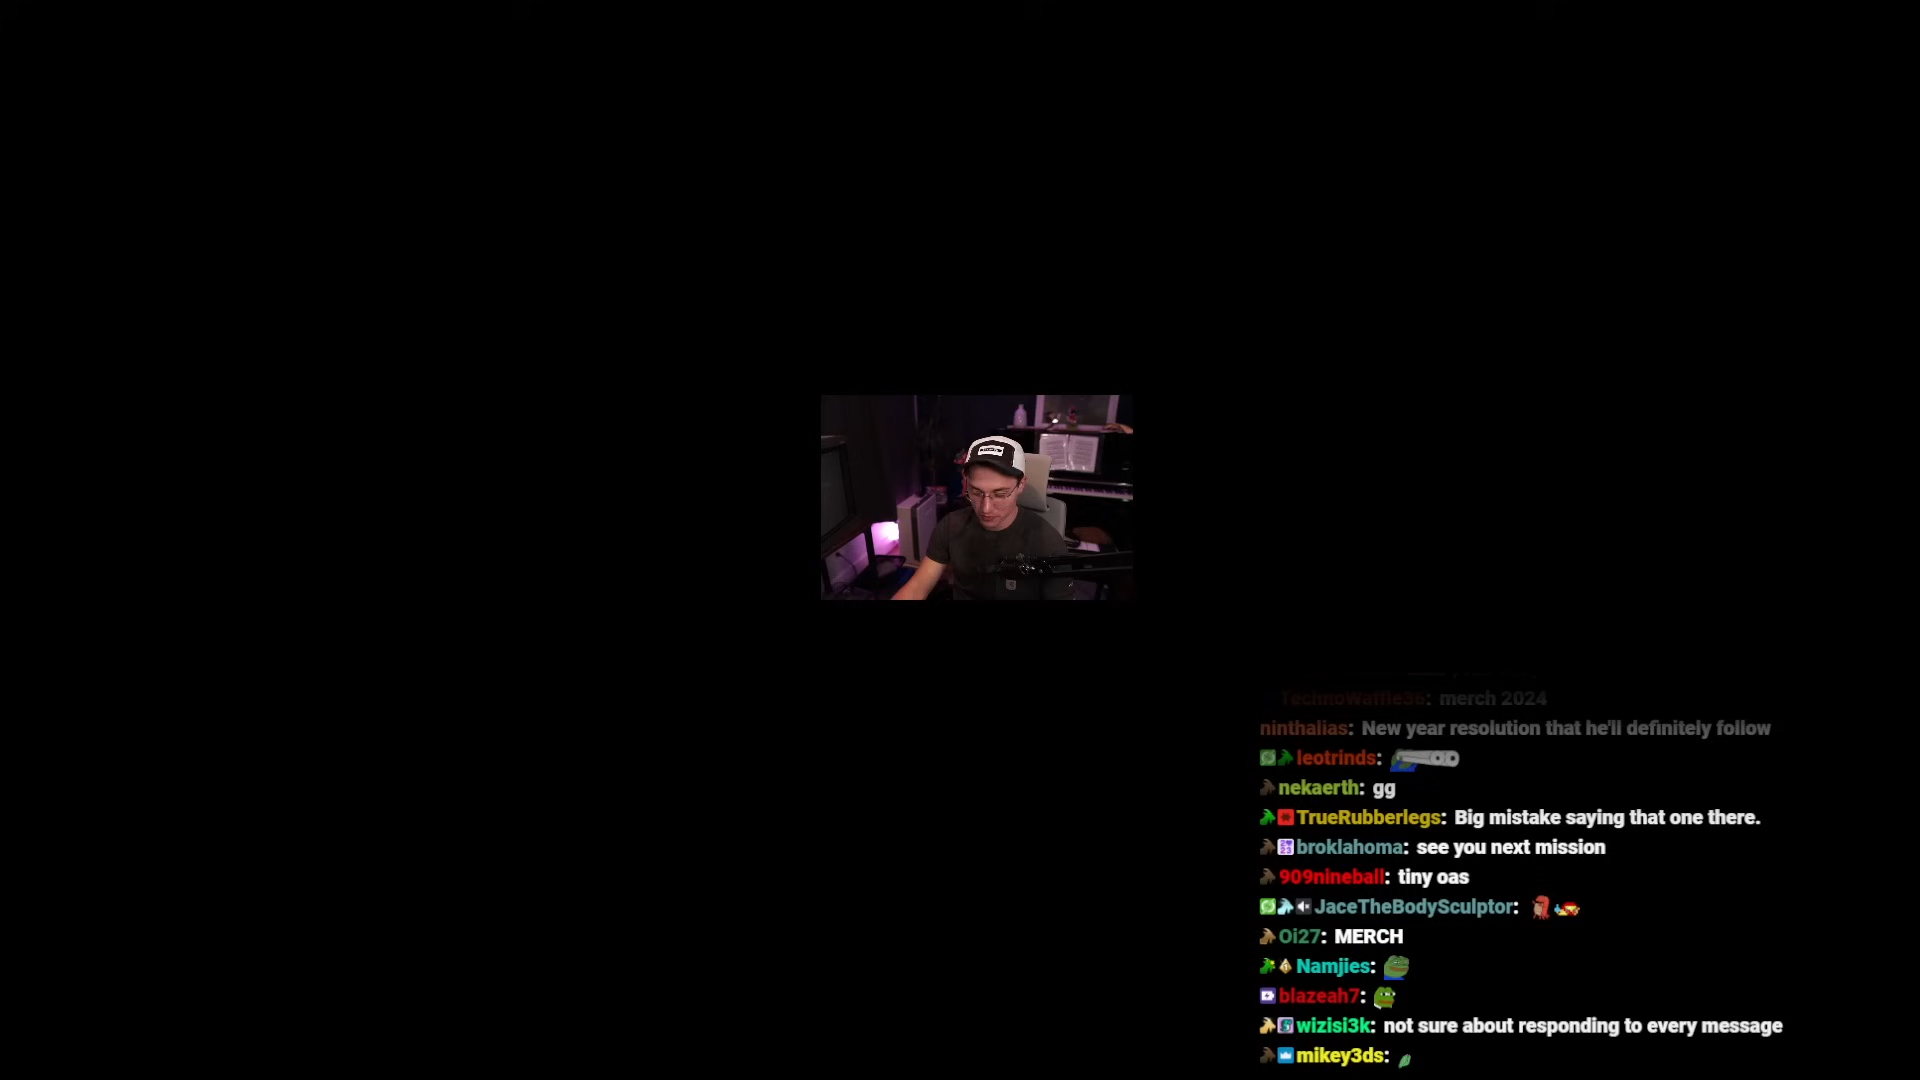 TechnoWaffle36: merch 2024
ninthalias: New year resolution that he'll definitely follow
leotrinds:
nekaerth: gg
TrueRubberlegs: Big mistake saying that one there.
broklahoma: see you next mission
909nineball: tiny oas
JaceTheBodySculptor:
Oi27: MERCH
Namjies:
blazeah7:
wizisi3k: not sure about responding to every message
mikey3ds: